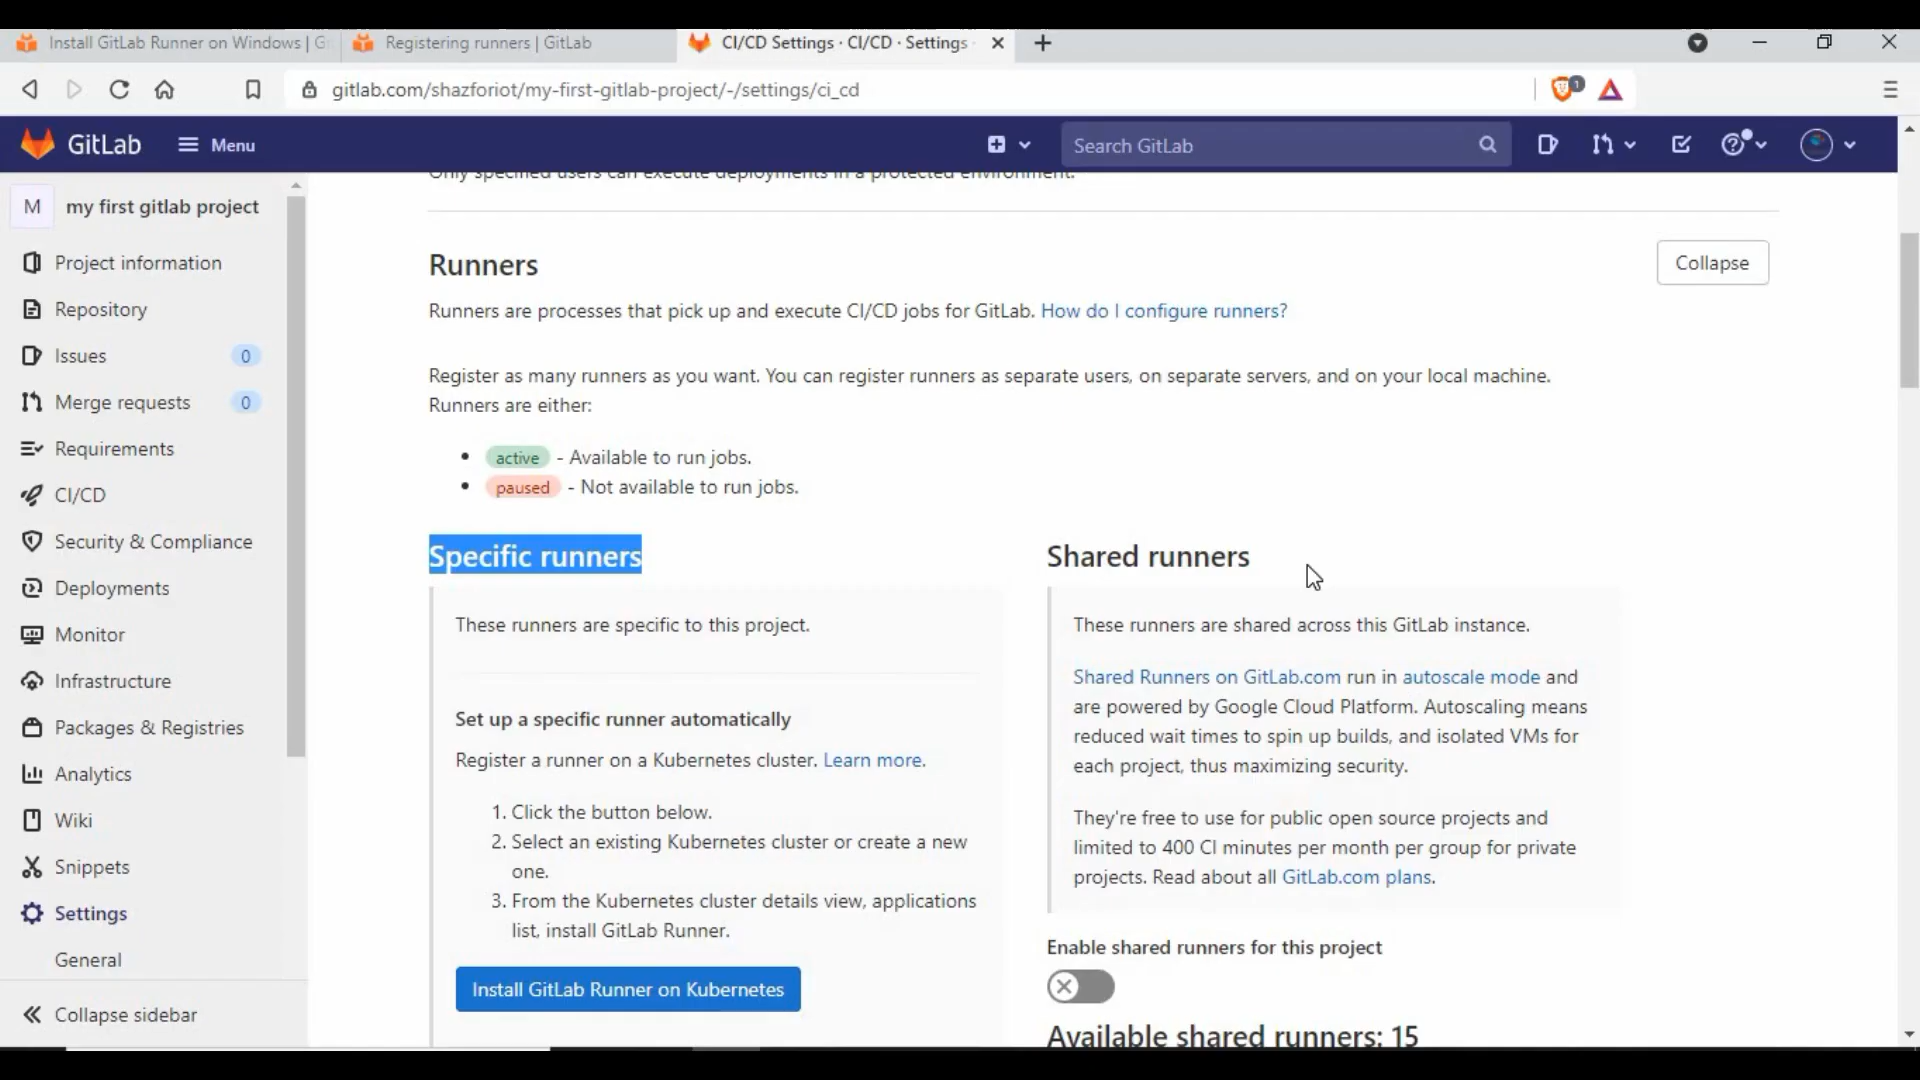 Install GitLab Runner on Windows | G
Registering runners | GitLab
CI/CD Settings · CI/CD · Settings ·
gitlab.com/shazforiot/my-first-gitlab-project/-/settings/ci_cd
1
GitLab
Menu
Search GitLab
M
my first gitlab project
Project information
Repository
Issues 0
Merge requests 0
Requirements
CI/CD
Security & Compliance
Deployments
Monitor
Infrastructure
Packages & Registries
Analytics
Wiki
Snippets
Settings
General
Collapse sidebar
Only specified users can execute deployments in a protected environment.
Runners
Collapse
Runners are processes that pick up and execute CI/CD jobs for GitLab. How do I configure runners?
Register as many runners as you want. You can register runners as separate users, on separate servers, and on your local machine.
Runners are either:
• active - Available to run jobs.
• paused - Not available to run jobs.
Specific runners
These runners are specific to this project.
Set up a specific runner automatically
Register a runner on a Kubernetes cluster. Learn more.
1. Click the button below.
2. Select an existing Kubernetes cluster or create a new
one.
3. From the Kubernetes cluster details view, applications
list, install GitLab Runner.
Install GitLab Runner on Kubernetes
Shared runners
These runners are shared across this GitLab instance.
Shared Runners on GitLab.com run in autoscale mode and
are powered by Google Cloud Platform. Autoscaling means
reduced wait times to spin up builds, and isolated VMs for
each project, thus maximizing security.
They're free to use for public open source projects and
limited to 400 CI minutes per month per group for private
projects. Read about all GitLab.com plans.
Enable shared runners for this project
Available shared runners: 15